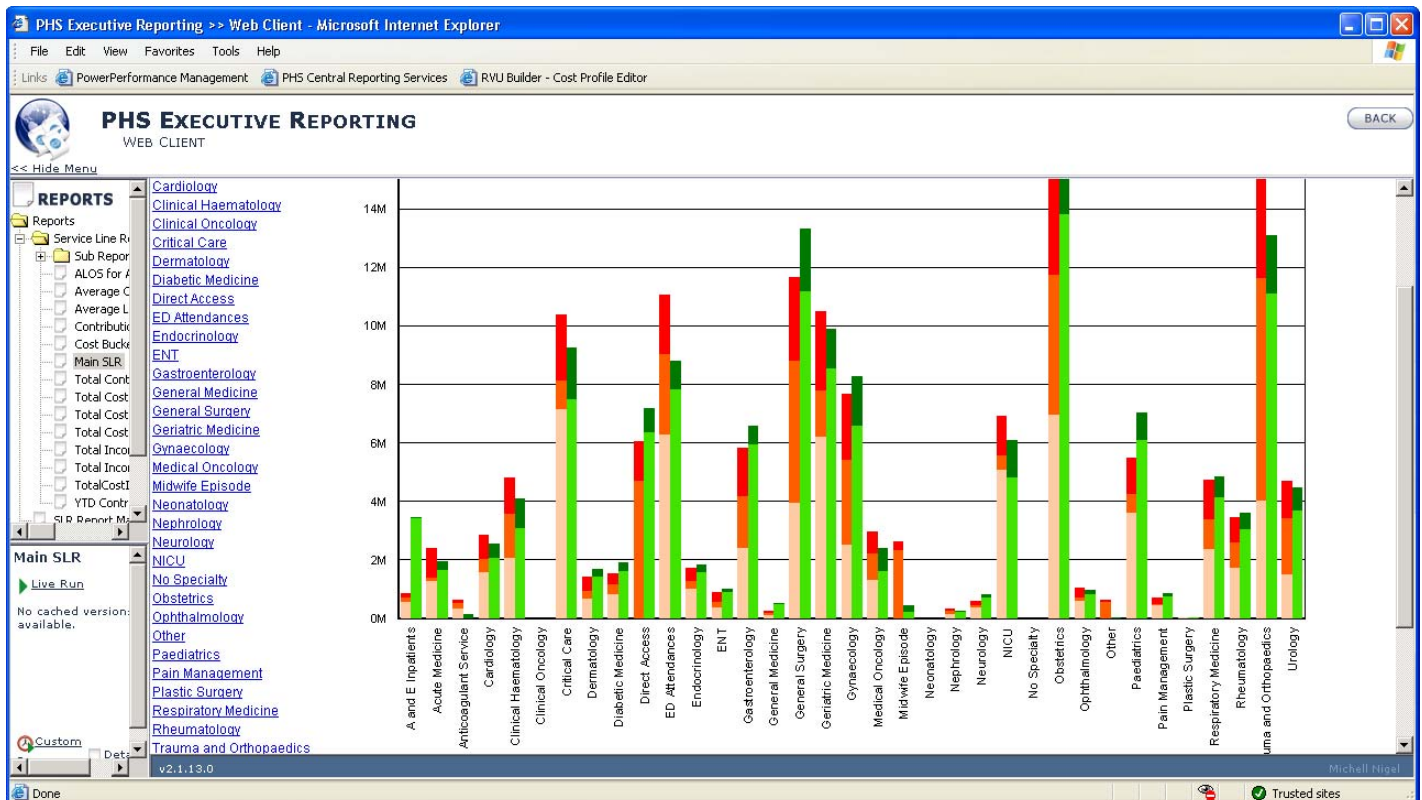 PHS Executive Reporting >> Web Client - Microsoft Internet Explorer
File Edit View Favorites Tools Help
Links PowerPerformance Management PHS Central Reporting Services RVU Builder - Cost Profile Editor
PHS EXECUTIVE REPORTING
WEB CLIENT
BACK
<< Hide Menu
REPORTS
Reports
Service Line R
Sub Repor
ALOS for A
Average C
Average L
Contributic
Cost Bucke
Main SLR
Total Cont
Total Cost
Total Cost
Total Cost
Total Incor
Total Incor
TotalCostI
YTD Contr
SLR Report Ma
Main SLR
Live Run
No cached version:
available.
Custom
Deta
Cardiology
Clinical Haematology
Clinical Oncology
Critical Care
Dermatology
Diabetic Medicine
Direct Access
ED Attendances
Endocrinology
ENT
Gastroenterology
General Medicine
General Surgery
Geriatric Medicine
Gynaecology
Medical Oncology
Midwife Episode
Neonatology
Nephrology
Neurology
NICU
No Specialty
Obstetrics
Ophthalmology
Other
Paediatrics
Pain Management
Plastic Surgery
Respiratory Medicine
Rheumatology
Trauma and Orthopaedics
14M
12M
10M
8M
6M
4M
2M
0M
A and E Inpatients
Acute Medicine
Anticoagulant Service
Cardiology
Clinical Haematology
Clinical Oncology
Critical Care
Dermatology
Diabetic Medicine
Direct Access
ED Attendances
Endocrinology
ENT
Gastroenterology
General Medicine
General Surgery
Geriatric Medicine
Gynaecology
Medical Oncology
Midwife Episode
Neonatology
Nephrology
Neurology
NICU
No Specialty
Obstetrics
Ophthalmology
Other
Paediatrics
Pain Management
Plastic Surgery
Respiratory Medicine
Rheumatology
uma and Orthopaedics
Urology
v2.1.13.0
Michell Nigel
Done
Trusted sites